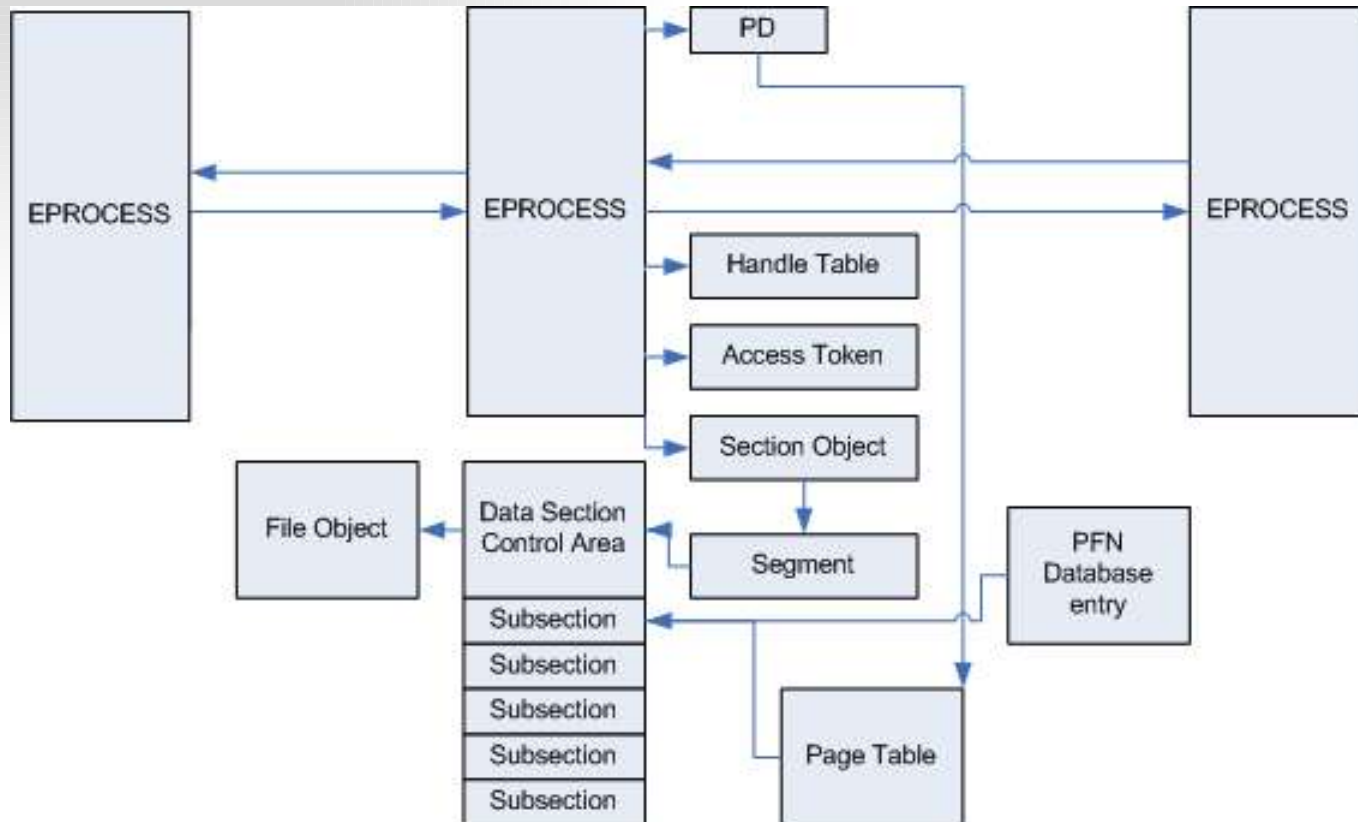 PD
EPROCESS
EPROCESS
EPROCESS
Handle Table
Access Token
Section Object
File Object
Data Section
Control Area
Segment
PFN
Database
entry
Subsection
Subsection
Subsection
Subsection
Subsection
Page Table